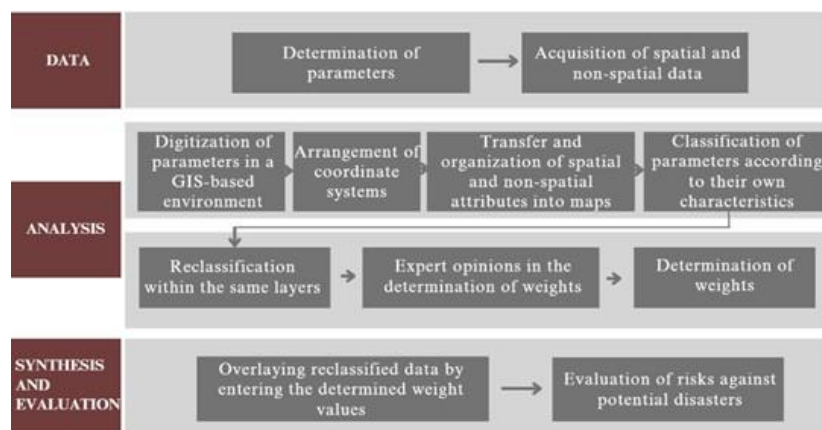 DATA
Determination of
parameters
Acquisition of spatial and
non-spatial data
ANALYSIS
Digitization of
parameters in a
GIS-based
environment
Arrangement of
coordinate
systems
Transfer and
organization of spatial
and non-spatial
attributes into maps
Classification of
parameters according
to their own
characteristics
Reclassification
within the same layers
Expert opinions in the
determination of weights
Determination of
weights
SYNTHESIS
AND
EVALUATION
Overlaying reclassified data by
entering the determined weight
values
Evaluation of risks against
potential disasters